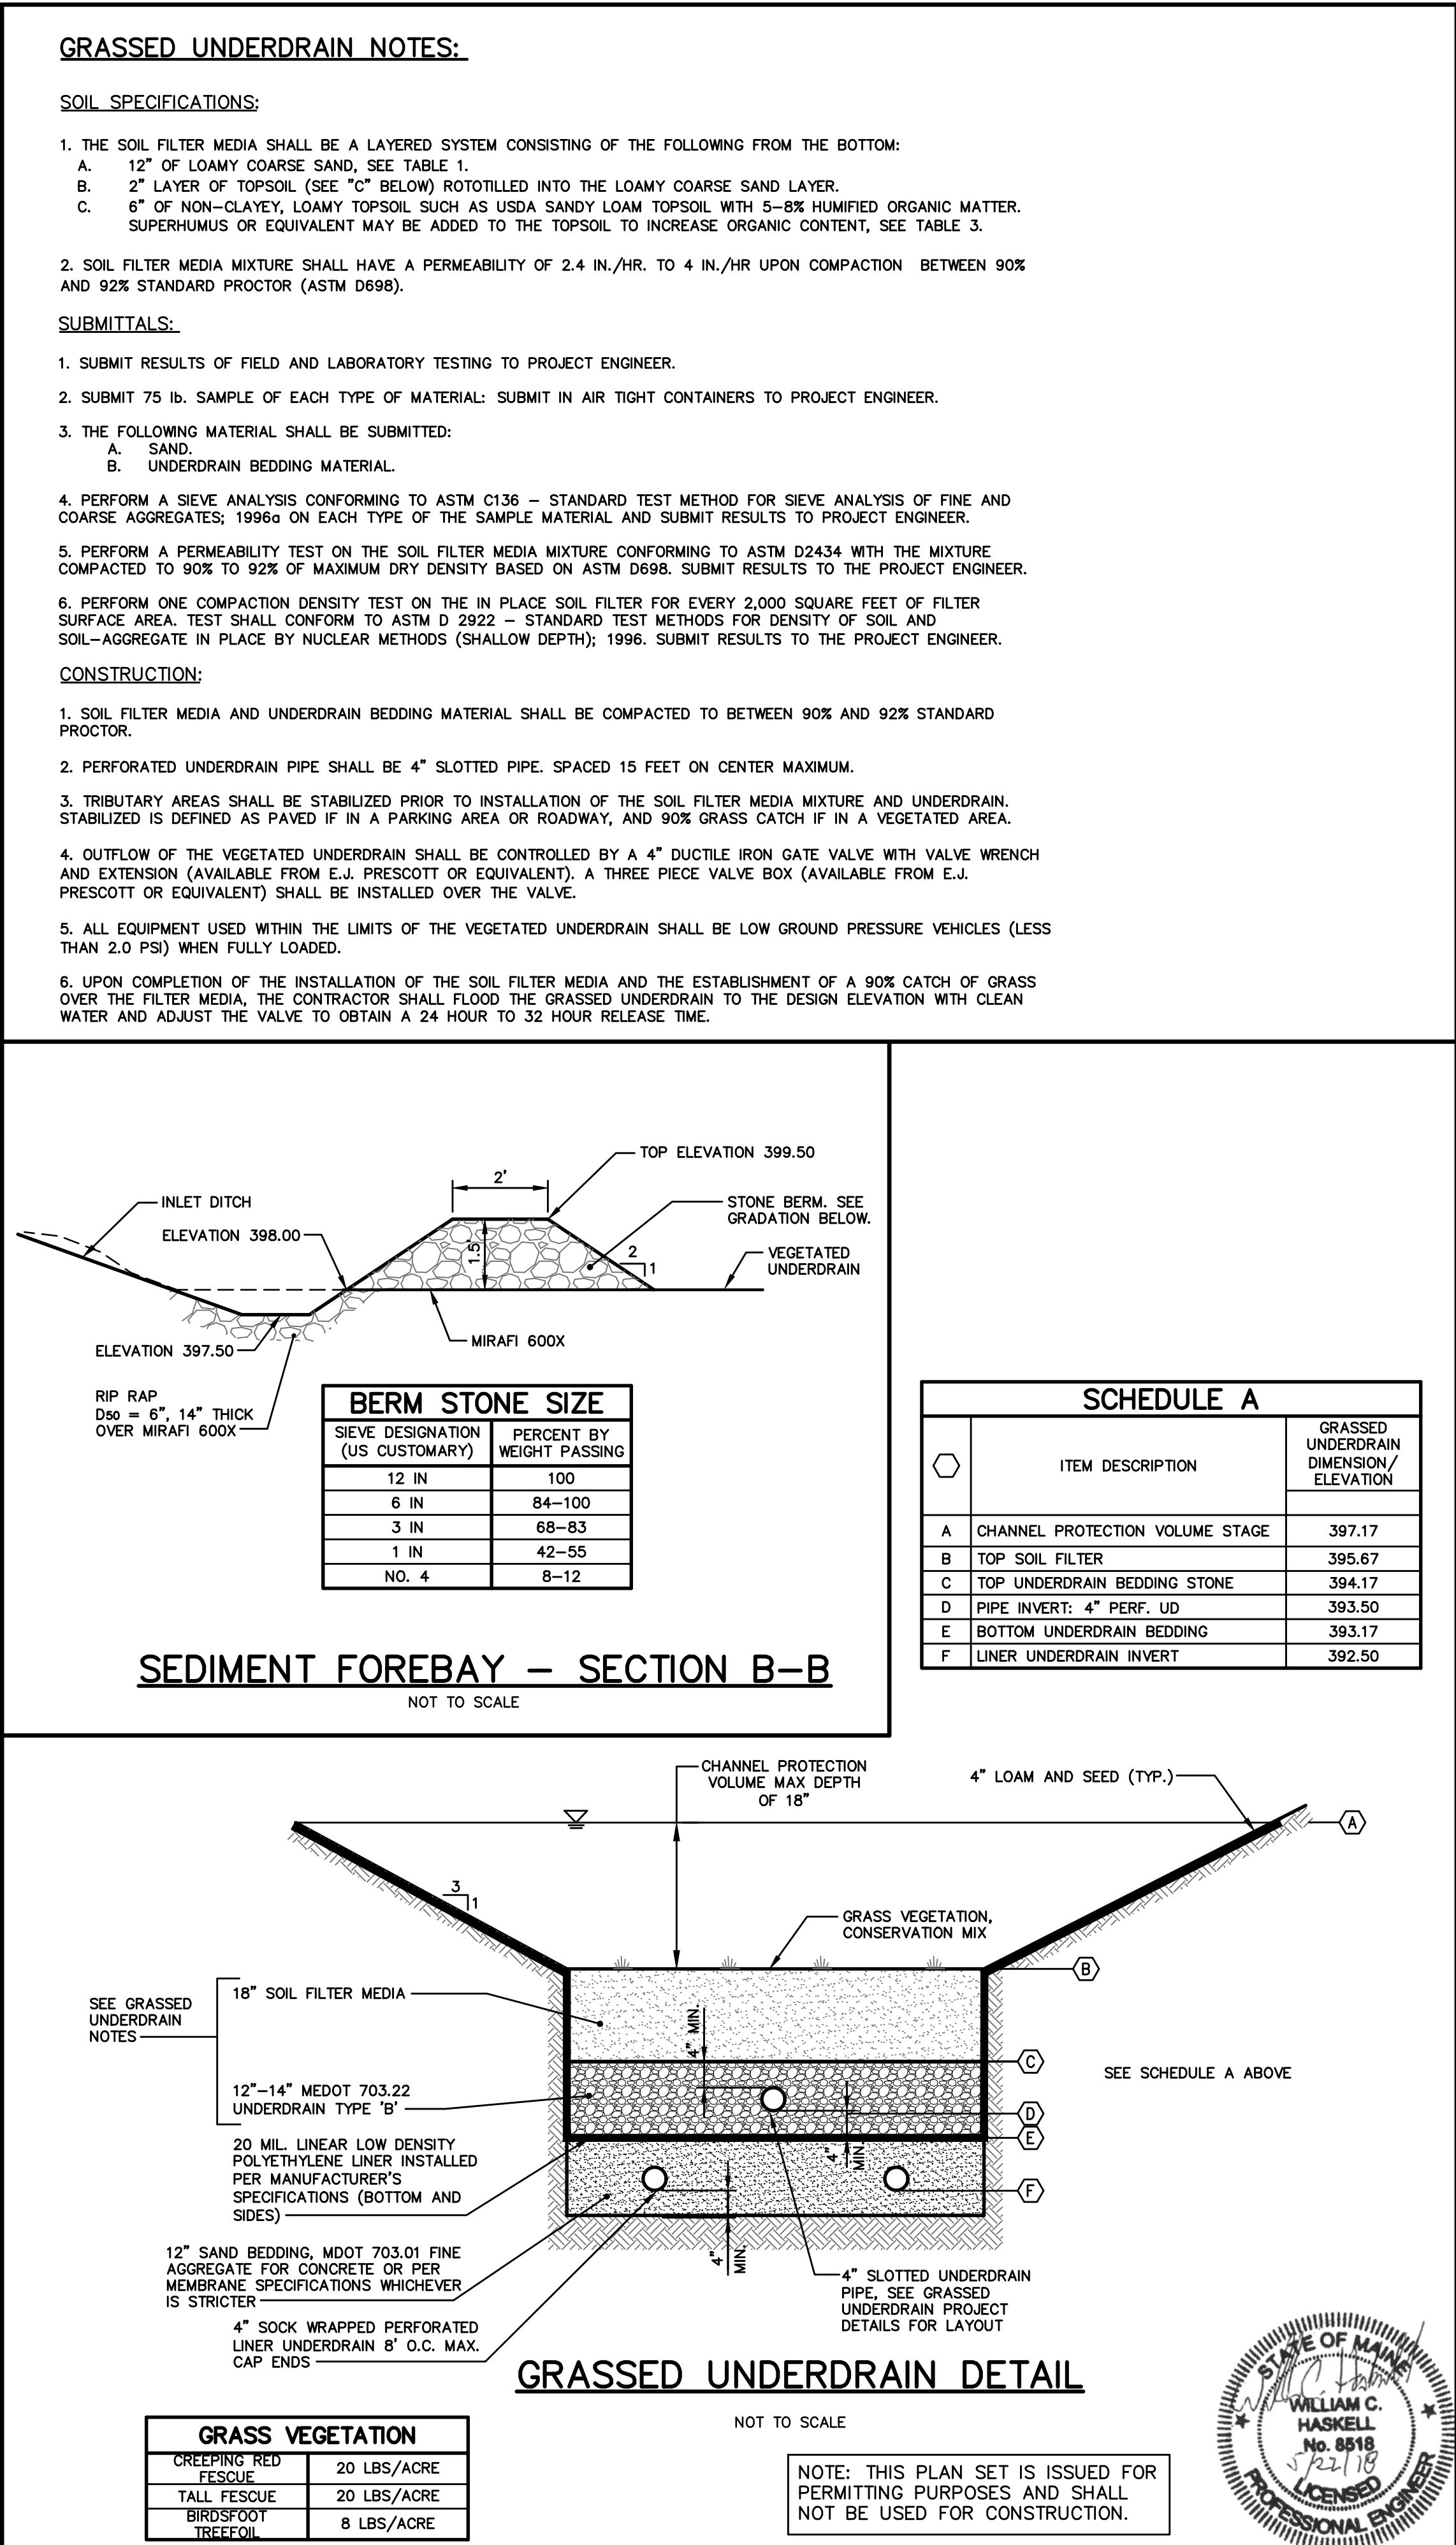 GRASSED UNDERDRAIN NOTES:
SOIL SPECIFICATIONS:
1. THE SOIL FILTER MEDIA SHALL BE A LAYERED SYSTEM CONSISTING OF THE FOLLOWING FROM THE BOTTOM:
A. 12" OF LOAMY COARSE SAND, SEE TABLE 1.
B. 2" LAYER OF TOPSOIL (SEE "C" BELOW) ROTOTILLED INTO THE LOAMY COARSE SAND LAYER.
C. 6" OF NON-CLAYEY, LOAMY TOPSOIL SUCH AS USDA SANDY LOAM TOPSOIL WITH 5-8% HUMIFIED ORGANIC MATTER.
SUPERHUMUS OR EQUIVALENT MAY BE ADDED TO THE TOPSOIL TO INCREASE ORGANIC CONTENT, SEE TABLE 3.
2. SOIL FILTER MEDIA MIXTURE SHALL HAVE A PERMEABILITY OF 2.4 IN./HR. TO 4 IN./HR UPON COMPACTION BETWEEN 90%
AND 92% STANDARD PROCTOR (ASTM D698).
SUBMITTALS:
1. SUBMIT RESULTS OF FIELD AND LABORATORY TESTING TO PROJECT ENGINEER.
2. SUBMIT 75 lb. SAMPLE OF EACH TYPE OF MATERIAL: SUBMIT IN AIR TIGHT CONTAINERS TO PROJECT ENGINEER.
3. THE FOLLOWING MATERIAL SHALL BE SUBMITTED:
A. SAND.
B. UNDERDRAIN BEDDING MATERIAL.
4. PERFORM A SIEVE ANALYSIS CONFORMING TO ASTM C136 – STANDARD TEST METHOD FOR SIEVE ANALYSIS OF FINE AND
COARSE AGGREGATES; 1996a ON EACH TYPE OF THE SAMPLE MATERIAL AND SUBMIT RESULTS TO PROJECT ENGINEER.
5. PERFORM A PERMEABILITY TEST ON THE SOIL FILTER MEDIA MIXTURE CONFORMING TO ASTM D2434 WITH THE MIXTURE
COMPACTED TO 90% TO 92% OF MAXIMUM DRY DENSITY BASED ON ASTM D698. SUBMIT RESULTS TO THE PROJECT ENGINEER.
6. PERFORM ONE COMPACTION DENSITY TEST ON THE IN PLACE SOIL FILTER FOR EVERY 2,000 SQUARE FEET OF FILTER
SURFACE AREA. TEST SHALL CONFORM TO ASTM D 2922 – STANDARD TEST METHODS FOR DENSITY OF SOIL AND
SOIL-AGGREGATE IN PLACE BY NUCLEAR METHODS (SHALLOW DEPTH); 1996. SUBMIT RESULTS TO THE PROJECT ENGINEER.
CONSTRUCTION:
1. SOIL FILTER MEDIA AND UNDERDRAIN BEDDING MATERIAL SHALL BE COMPACTED TO BETWEEN 90% AND 92% STANDARD
PROCTOR.
2. PERFORATED UNDERDRAIN PIPE SHALL BE 4" SLOTTED PIPE. SPACED 15 FEET ON CENTER MAXIMUM.
3. TRIBUTARY AREAS SHALL BE STABILIZED PRIOR TO INSTALLATION OF THE SOIL FILTER MEDIA MIXTURE AND UNDERDRAIN.
STABILIZED IS DEFINED AS PAVED IF IN A PARKING AREA OR ROADWAY, AND 90% GRASS CATCH IF IN A VEGETATED AREA.
4. OUTFLOW OF THE VEGETATED UNDERDRAIN SHALL BE CONTROLLED BY A 4" DUCTILE IRON GATE VALVE WITH VALVE WRENCH
AND EXTENSION (AVAILABLE FROM E.J. PRESCOTT OR EQUIVALENT). A THREE PIECE VALVE BOX (AVAILABLE FROM E.J.
PRESCOTT OR EQUIVALENT) SHALL BE INSTALLED OVER THE VALVE.
5. ALL EQUIPMENT USED WITHIN THE LIMITS OF THE VEGETATED UNDERDRAIN SHALL BE LOW GROUND PRESSURE VEHICLES (LESS
THAN 2.0 PSI) WHEN FULLY LOADED.
6. UPON COMPLETION OF THE INSTALLATION OF THE SOIL FILTER MEDIA AND THE ESTABLISHMENT OF A 90% CATCH OF GRASS
OVER THE FILTER MEDIA, THE CONTRACTOR SHALL FLOOD THE GRASSED UNDERDRAIN TO THE DESIGN ELEVATION WITH CLEAN
WATER AND ADJUST THE VALVE TO OBTAIN A 24 HOUR TO 32 HOUR RELEASE TIME.
TOP ELEVATION 399.50
2'
INLET DITCH
STONE BERM. SEE
GRADATION BELOW.
ELEVATION 398.00
1.5'
2
1
VEGETATED
UNDERDRAIN
MIRAFI 600X
ELEVATION 397.50
RIP RAP
D50 = 6", 14" THICK
OVER MIRAFI 600X
BERM STONE SIZE
SIEVE DESIGNATION
(US CUSTOMARY)
PERCENT BY
WEIGHT PASSING
12 IN 100
6 IN 84-100
3 IN 68-83
1 IN 42-55
NO. 4 8-12
SEDIMENT FOREBAY – SECTION B-B
NOT TO SCALE
SCHEDULE A
ITEM DESCRIPTION
GRASSED
UNDERDRAIN
DIMENSION/
ELEVATION
A CHANNEL PROTECTION VOLUME STAGE 397.17
B TOP SOIL FILTER 395.67
C TOP UNDERDRAIN BEDDING STONE 394.17
D PIPE INVERT: 4" PERF. UD 393.50
E BOTTOM UNDERDRAIN BEDDING 393.17
F LINER UNDERDRAIN INVERT 392.50
CHANNEL PROTECTION
VOLUME MAX DEPTH
OF 18"
4" LOAM AND SEED (TYP.)
A
3
1
GRASS VEGETATION,
CONSERVATION MIX
B
SEE GRASSED
UNDERDRAIN
NOTES
18" SOIL FILTER MEDIA
4" MIN.
C
SEE SCHEDULE A ABOVE
12"-14" MEDOT 703.22
UNDERDRAIN TYPE 'B'
D
E
4"
MIN.
20 MIL. LINEAR LOW DENSITY
POLYETHYLENE LINER INSTALLED
PER MANUFACTURER'S
SPECIFICATIONS (BOTTOM AND
SIDES)
F
4"
MIN.
12" SAND BEDDING, MDOT 703.01 FINE
AGGREGATE FOR CONCRETE OR PER
MEMBRANE SPECIFICATIONS WHICHEVER
IS STRICTER
4" SLOTTED UNDERDRAIN
PIPE, SEE GRASSED
UNDERDRAIN PROJECT
DETAILS FOR LAYOUT
4" SOCK WRAPPED PERFORATED
LINER UNDERDRAIN 8' O.C. MAX.
CAP ENDS
GRASSED UNDERDRAIN DETAIL
NOT TO SCALE
GRASS VEGETATION
CREEPING RED
FESCUE
20 LBS/ACRE
TALL FESCUE 20 LBS/ACRE
BIRDSFOOT
TREEFOIL
8 LBS/ACRE
NOTE: THIS PLAN SET IS ISSUED FOR
PERMITTING PURPOSES AND SHALL
NOT BE USED FOR CONSTRUCTION.
STATE OF MAINE
WILLIAM C.
HASKELL
No. 8518
5/22/18
LICENSED
PROFESSIONAL ENGINEER